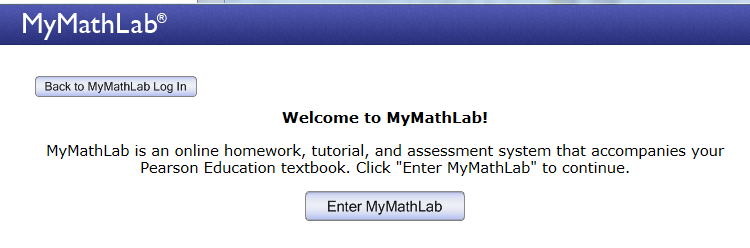 MyMathLab®
Back to MyMathLab Log In
Welcome to MyMathLab!
MyMathLab is an online homework, tutorial, and assessment system that accompanies your
Pearson Education textbook. Click "Enter MyMathLab" to continue.
Enter MyMathLab